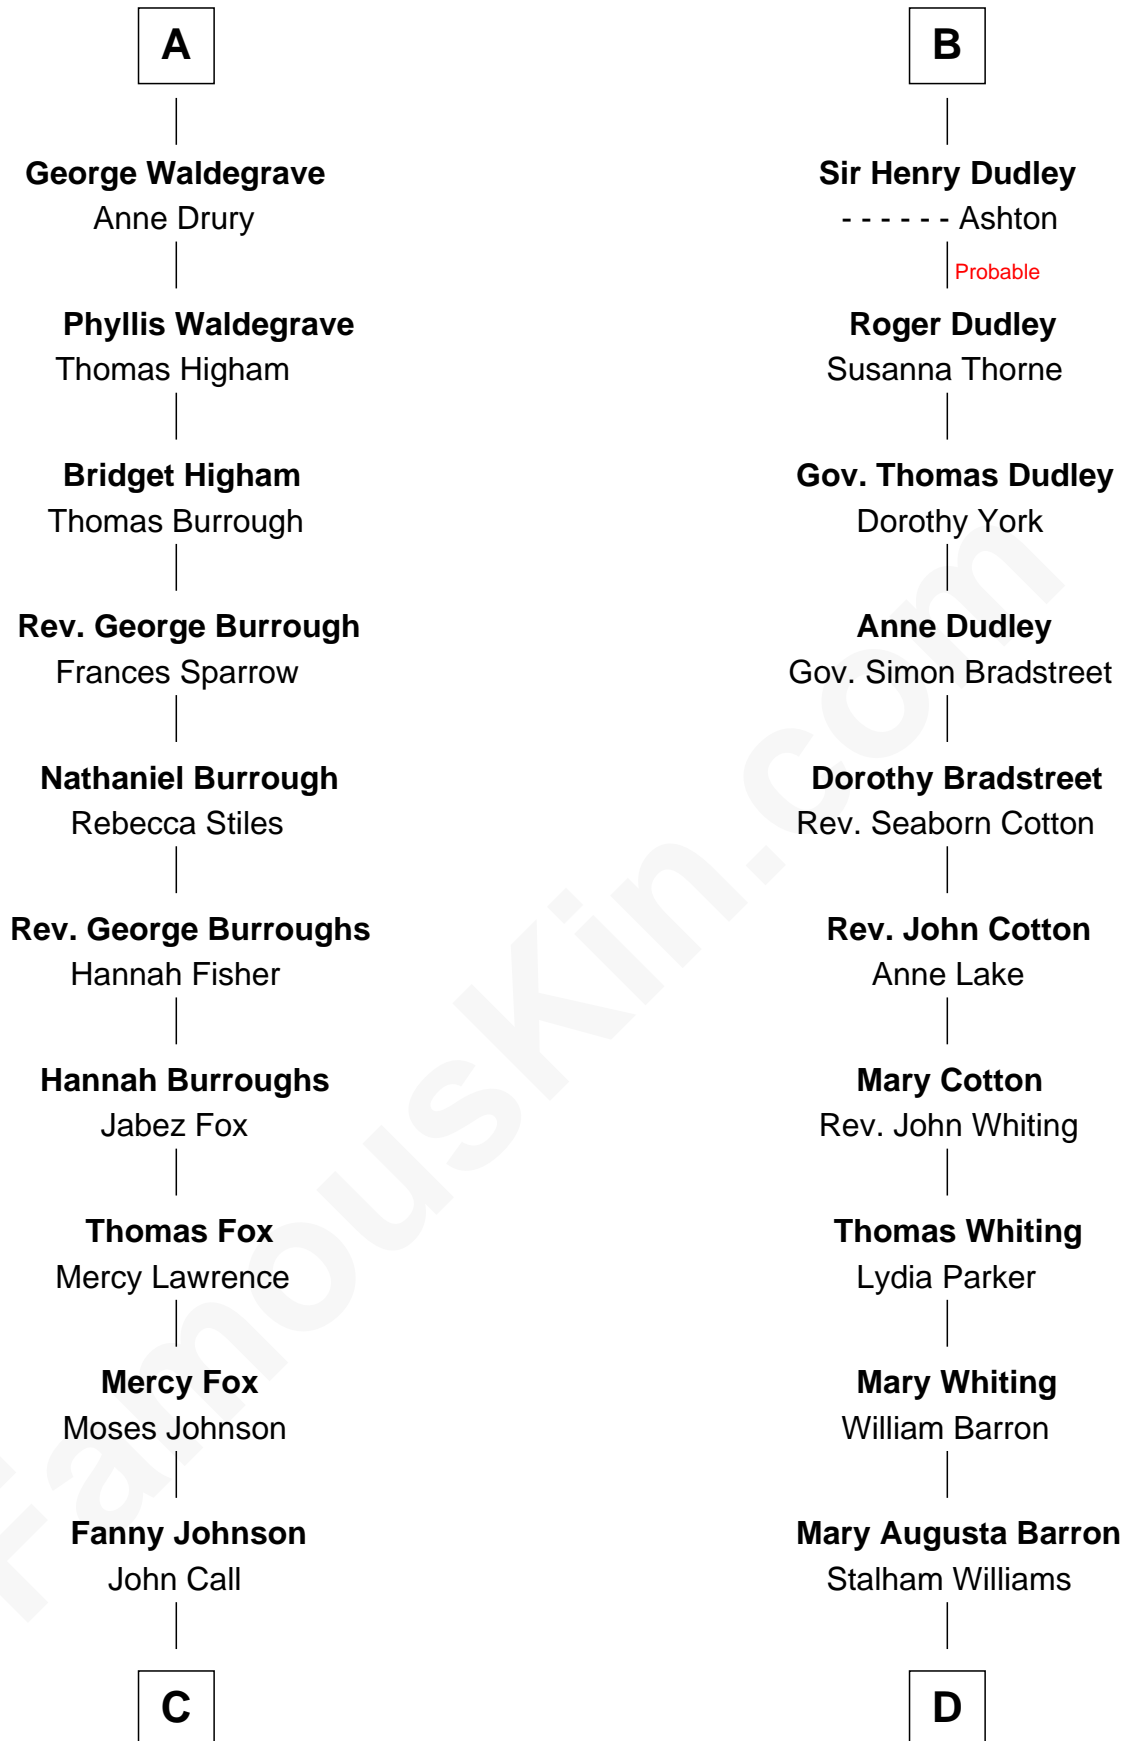 A
George Waldegrave
Anne Drury
Phyllis Waldegrave
Thomas Higham
Bridget Higham
Thomas Burrough
Rev. George Burrough
Frances Sparrow
Nathaniel Burrough
Rebecca Stiles
Rev. George Burroughs
Hannah Fisher
Hannah Burroughs
Jabez Fox
Thomas Fox
Mercy Lawrence
Mercy Fox
Moses Johnson
Fanny Johnson
John Call
C
B
Sir Henry Dudley
- - - - - - Ashton
Probable
Roger Dudley
Susanna Thorne
Gov. Thomas Dudley
Dorothy York
Anne Dudley
Gov. Simon Bradstreet
Dorothy Bradstreet
Rev. Seaborn Cotton
Rev. John Cotton
Anne Lake
Mary Cotton
Rev. John Whiting
Thomas Whiting
Lydia Parker
Mary Whiting
William Barron
Mary Augusta Barron
Stalham Williams
D
FamousKin.com